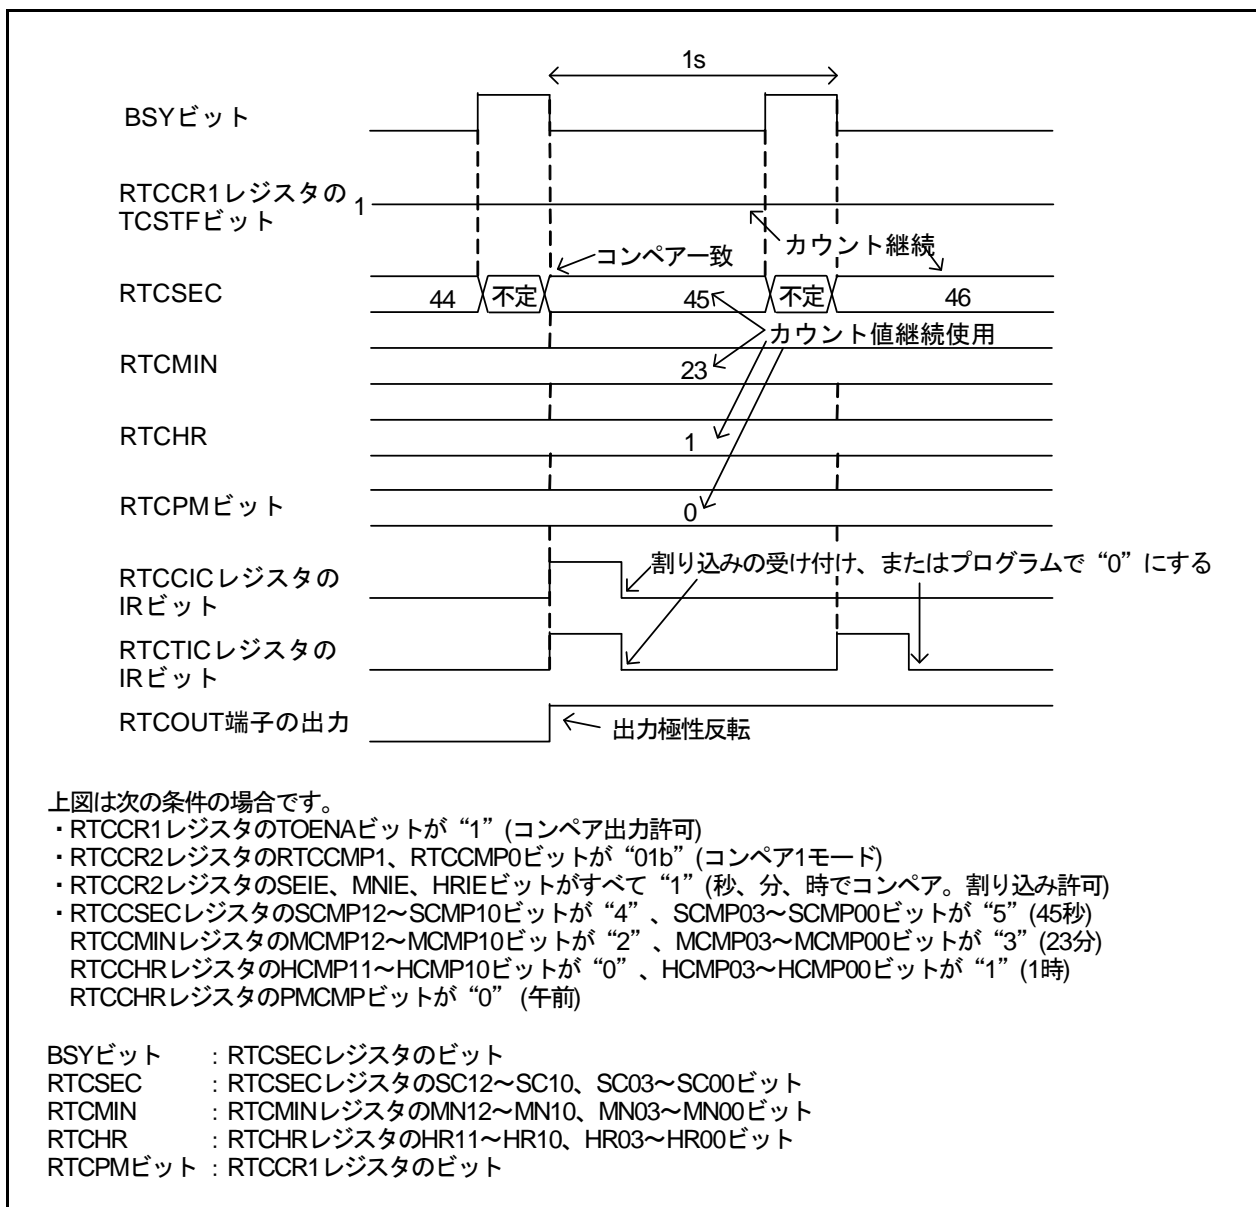 1s
BSYビット
RTCCR1レジスタの
TCSTFビット
1
カウント継続
コンペア一致
RTCSEC
44
不定
45
不定
46
カウント値継続使用
RTCMIN
23
RTCHR
1
RTCPMビット
0
割り込みの受け付け、またはプログラムで“0”にする
RTCCICレジスタの
IRビット
RTCTICレジスタの
IRビット
RTCOUT端子の出力
出力極性反転
上図は次の条件の場合です。
・RTCCR1レジスタのTOENAビットが“1”(コンペア出力許可)
・RTCCR2レジスタのRTCCMP1、RTCCMP0ビットが“01b”(コンペア1モード)
・RTCCR2レジスタのSEIE、MNIE、HRIEビットがすべて“1”(秒、分、時でコンペア。割り込み許可)
・RTCCSECレジスタのSCMP12～SCMP10ビットが“4”、SCMP03～SCMP00ビットが“5”(45秒)
RTCCMINレジスタのMCMP12～MCMP10ビットが“2”、MCMP03～MCMP00ビットが“3”(23分)
RTCCHRレジスタのHCMP11～HCMP10ビットが“0”、HCMP03～HCMP00ビットが“1”(1時)
RTCCHRレジスタのPMCMPビットが“0” (午前)
BSYビット : RTCSECレジスタのビット
RTCSEC : RTCSECレジスタのSC12～SC10、SC03～SC00ビット
RTCMIN : RTCMINレジスタのMN12～MN10、MN03～MN00ビット
RTCHR : RTCHRレジスタのHR11～HR10、HR03～HR00ビット
RTCPMビット : RTCCR1レジスタのビット